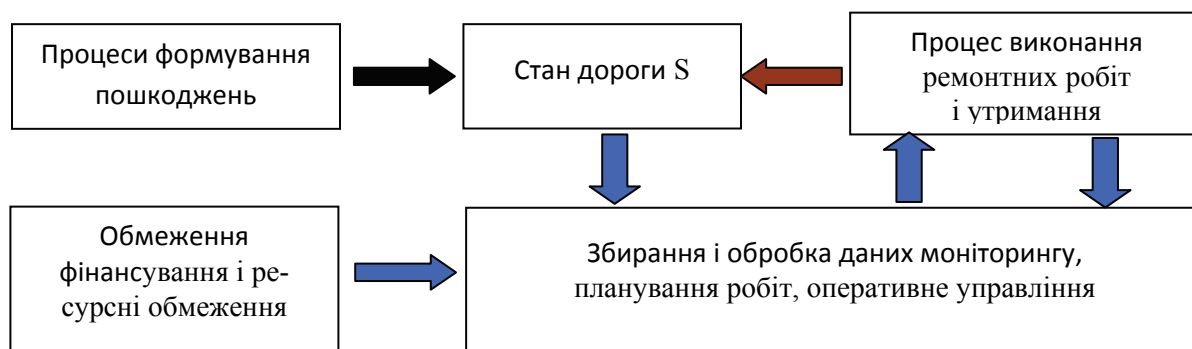 Процеси формування
пошкоджень
Стан дороги S
Процес виконання
ремонтних робіт
і утримання
Обмеження
фінансування і ре-
сурсні обмеження
Збирання і обробка даних моніторингу,
планування робіт, оперативне управління